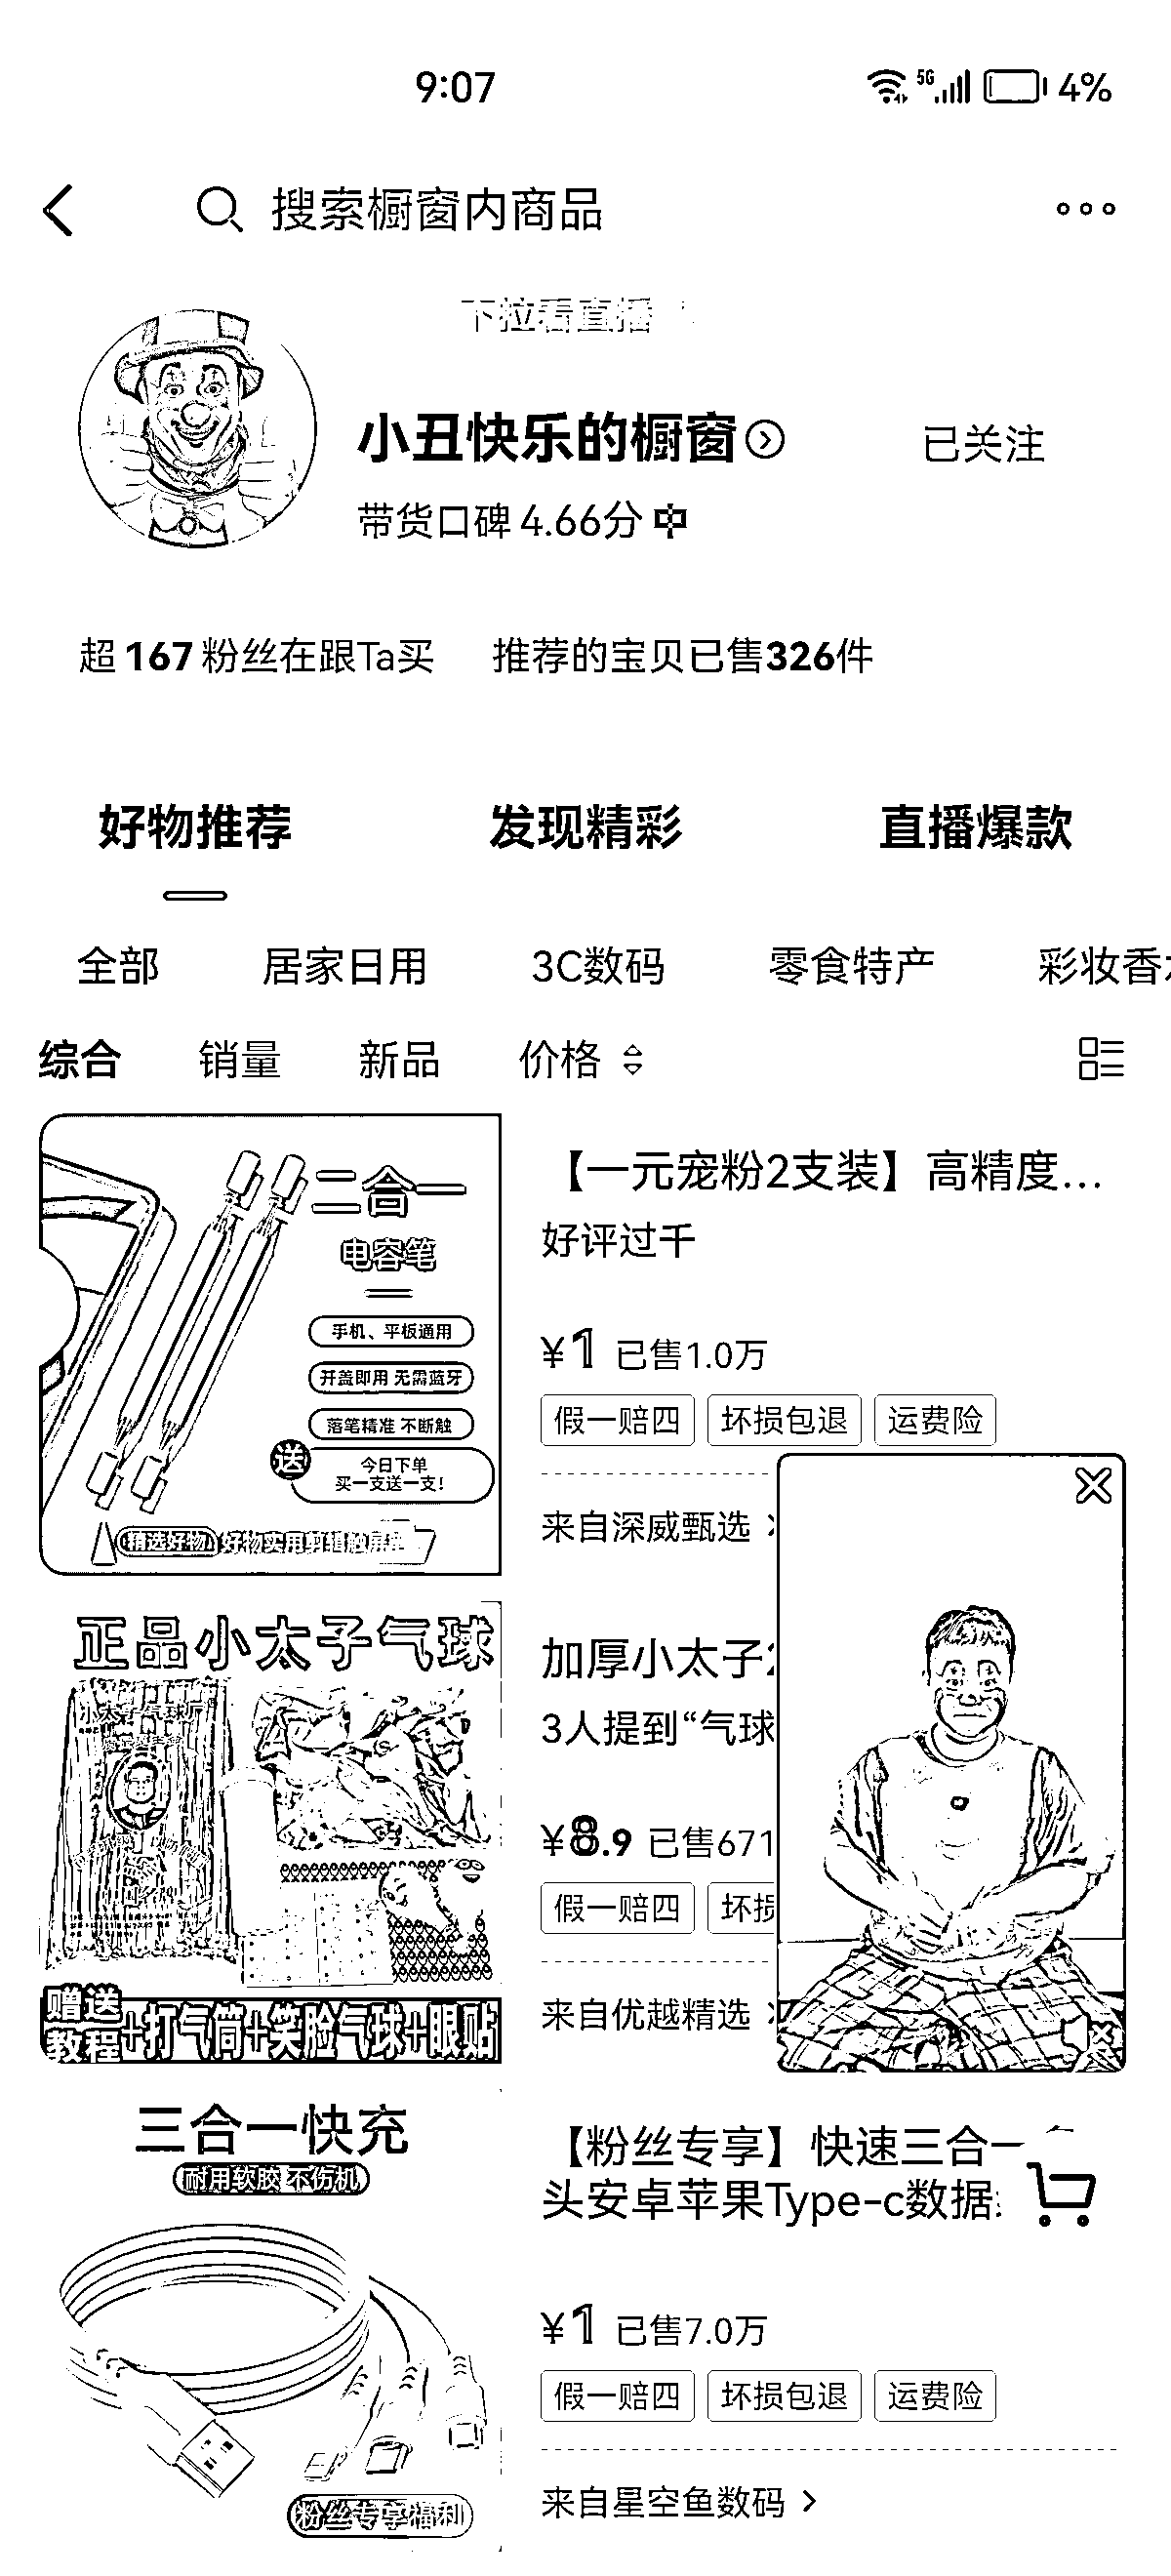 9:07
5G 4%
搜索橱窗内商品
下拉看直播
小丑快乐的橱窗
已关注
带货口碑 4.66分 中
超 167 粉丝在跟Ta买 推荐的宝贝已售326件
好物推荐 发现精彩 直播爆款
全部 居家日用 3C数码 零食特产 彩妆香
综合 销量 新品 价格
二合一
电容笔
手机、平板通用
开盖即用 无需蓝牙
落笔精准 不断触
送
今日下单
买一支送一支!
精选好物 好物实用剪辑触屏
【一元宠粉2支装】高精度...
好评过千
¥1 已售1.0万
假一赔四 坏损包退 运费险
来自深威甄选
正品小太子气球
小太子气球厂
赠送
教程
+打气筒+笑脸气球+眼贴
加厚小太子
3人提到“气球
¥8.9 已售671
假一赔四 坏损
来自优越精选
三合一快充
耐用软胶 不伤机
粉丝专享福利
【粉丝专享】快速三合一
头安卓苹果Type-c数据
¥1 已售7.0万
假一赔四 坏损包退 运费险
来自星空鱼数码